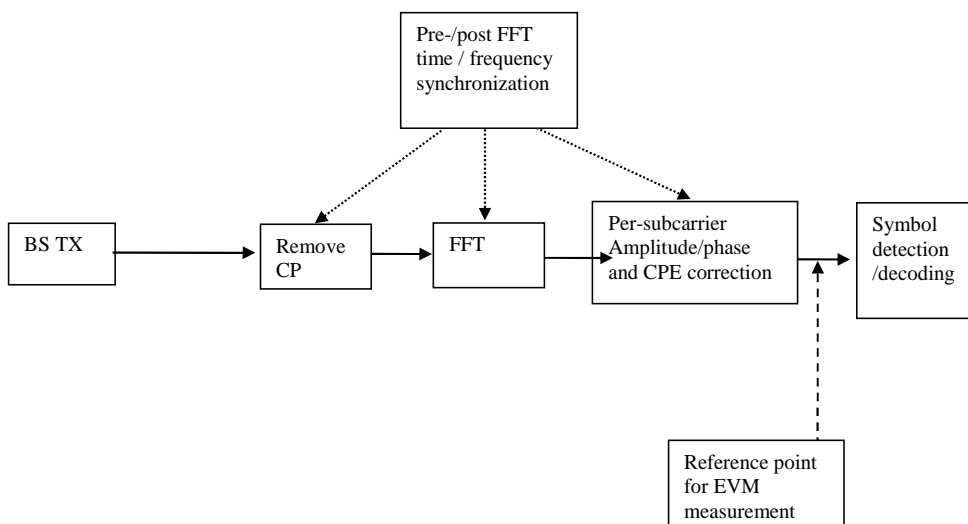 Pre-/post FFT
time / frequency
synchronization
BS TX
Remove
CP
FFT
Per-subcarrier
Amplitude/phase
and CPE correction
Symbol
detection
/decoding
Reference point
for EVM
measurement